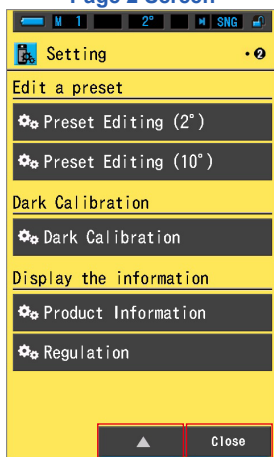 Page 2 Screen
M 1 2° SNG
Setting ・❷
Edit a preset
Preset Editing (2°)
Preset Editing (10°)
Dark Calibration
Dark Calibration
Display the information
Product Information
Regulation
▲ Close